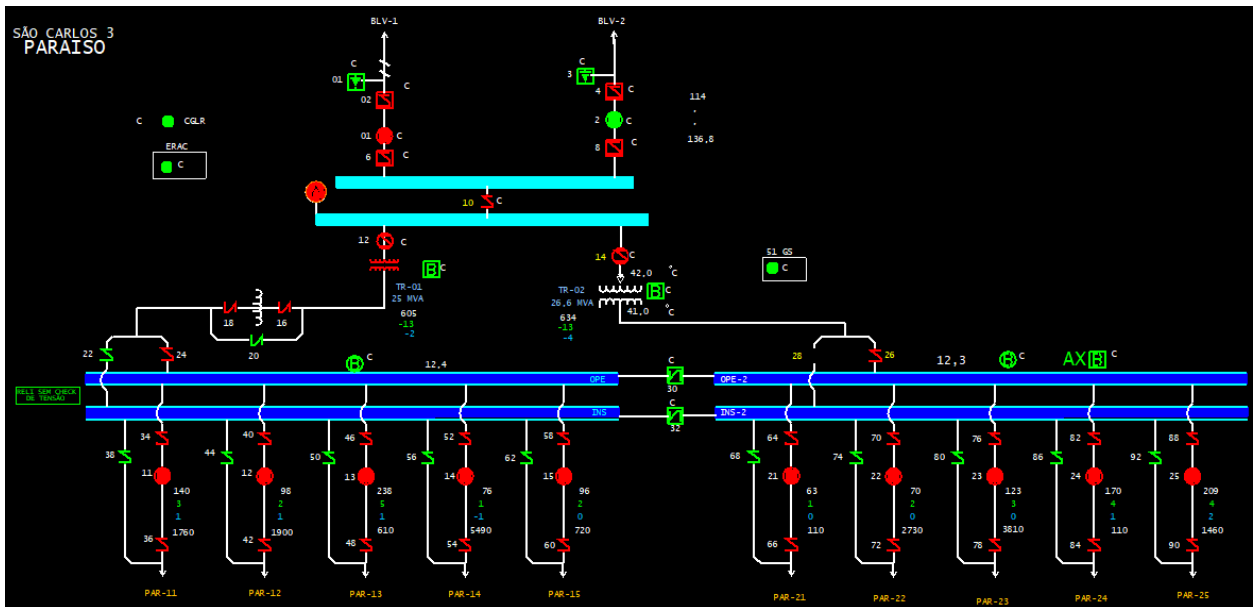 BLV-1
BLV-2
SÃO CARLOS 3
PARAISO
C
C
01
3
C
C
02
4
114
.
.
136,8
C
CGLR
01
C
2
C
ERAC
C
6
8
10
C
12
C
14
C
51 GS
C
B
C
42,0
°C
TR-01
25 MVA
605
-13
-2
TR-02
26,6 MVA
634
-13
-4
B
C
41,0
°C
18
16
20
22
24
28
26
B
C
12,4
C
12,3
B
C
AX
B
C
RELI SEM CHECK
DE TENSÃO
OPE
30
OPE-2
C
INS
32
INS-2
34
40
46
52
58
64
70
76
82
88
38
44
50
56
62
68
74
80
86
92
11
12
13
14
15
21
22
23
24
25
140
98
238
76
96
63
70
123
170
209
3
2
5
1
2
1
2
3
4
4
1
1
1
-1
0
0
0
0
1
2
1760
1900
610
5490
720
110
2730
3810
110
1460
36
42
48
54
60
66
72
78
84
90
PAR-11
PAR-12
PAR-13
PAR-14
PAR-15
PAR-21
PAR-22
PAR-23
PAR-24
PAR-25